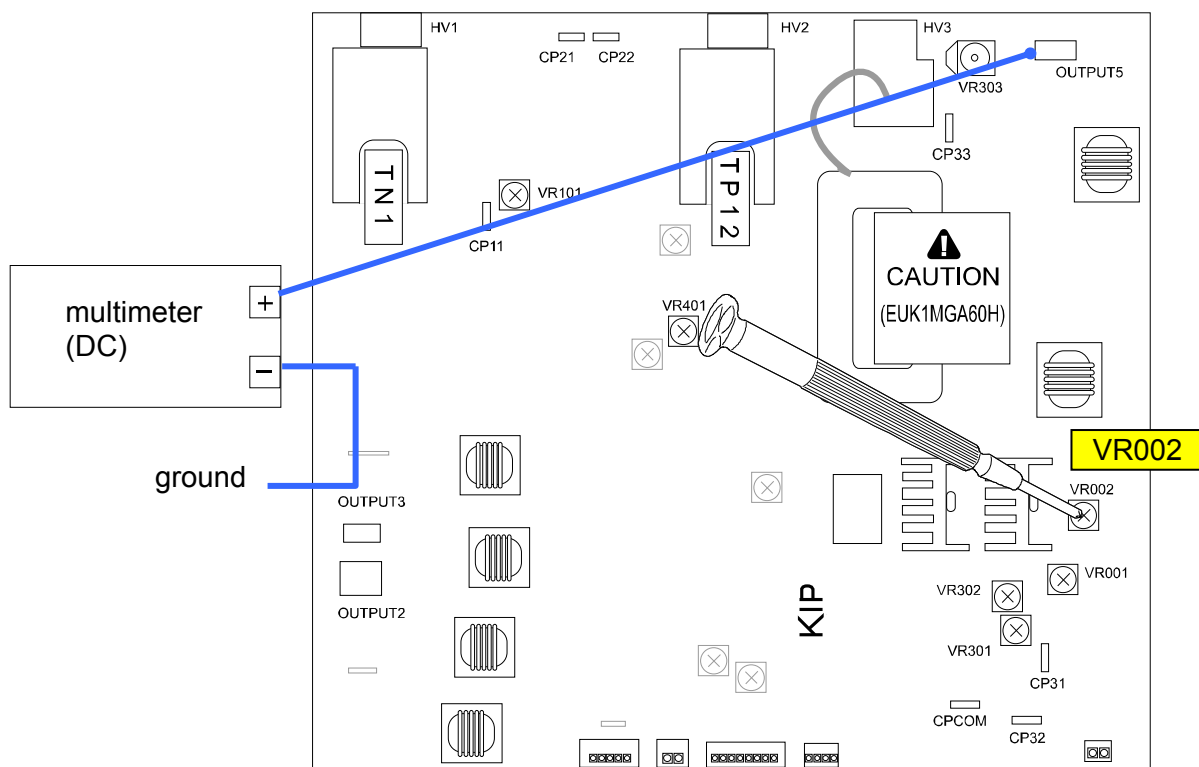 HV1
HV2
HV3
CP21
CP22
VR303
OUTPUT5
CP33
TN1
TP12
VR101
CP11
CAUTION
(EUK1MGA60H)
multimeter
(DC)
+
−
VR401
ground
VR002
VR002
OUTPUT3
OUTPUT2
VR001
VR302
VR301
KIP
CP31
CPCOM
CP32